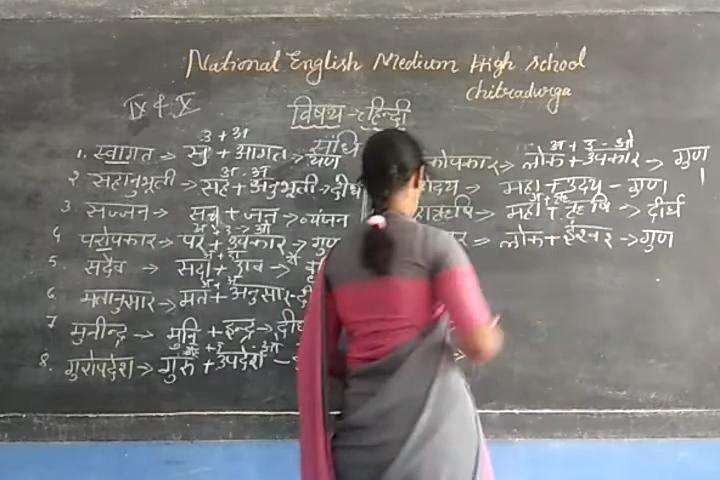 National English Medium High school
chitradurga
IX & X
विषय → हिन्दी
संधि
उ + अ
1. स्वागत → सु + आगत → यण
अ - अ
2 सहानुभूती → सह + अनुभूती → दीर्घ
3. सज्जन → सत् + जन → व्यंजन
अ + उ → ओ
4 परोपकार → पर + उपकार → गुण
5. सदैव → सदा + ऐव →
अ + अ
6. मतानुसार → मत + अनुसार - दी
7 मुनीन्द्र → मुनि + इन्द्र → दीर्घ
8. गुरोपदेश → गुरु + उपदेश -
अ + उ - ओ
कोपकार → लोक + उपकार → गुण
ोदय → महा + उदय - गुण
→ महा + ऋषि → दीर्घ
→ लोक + ईश्वर → गुण